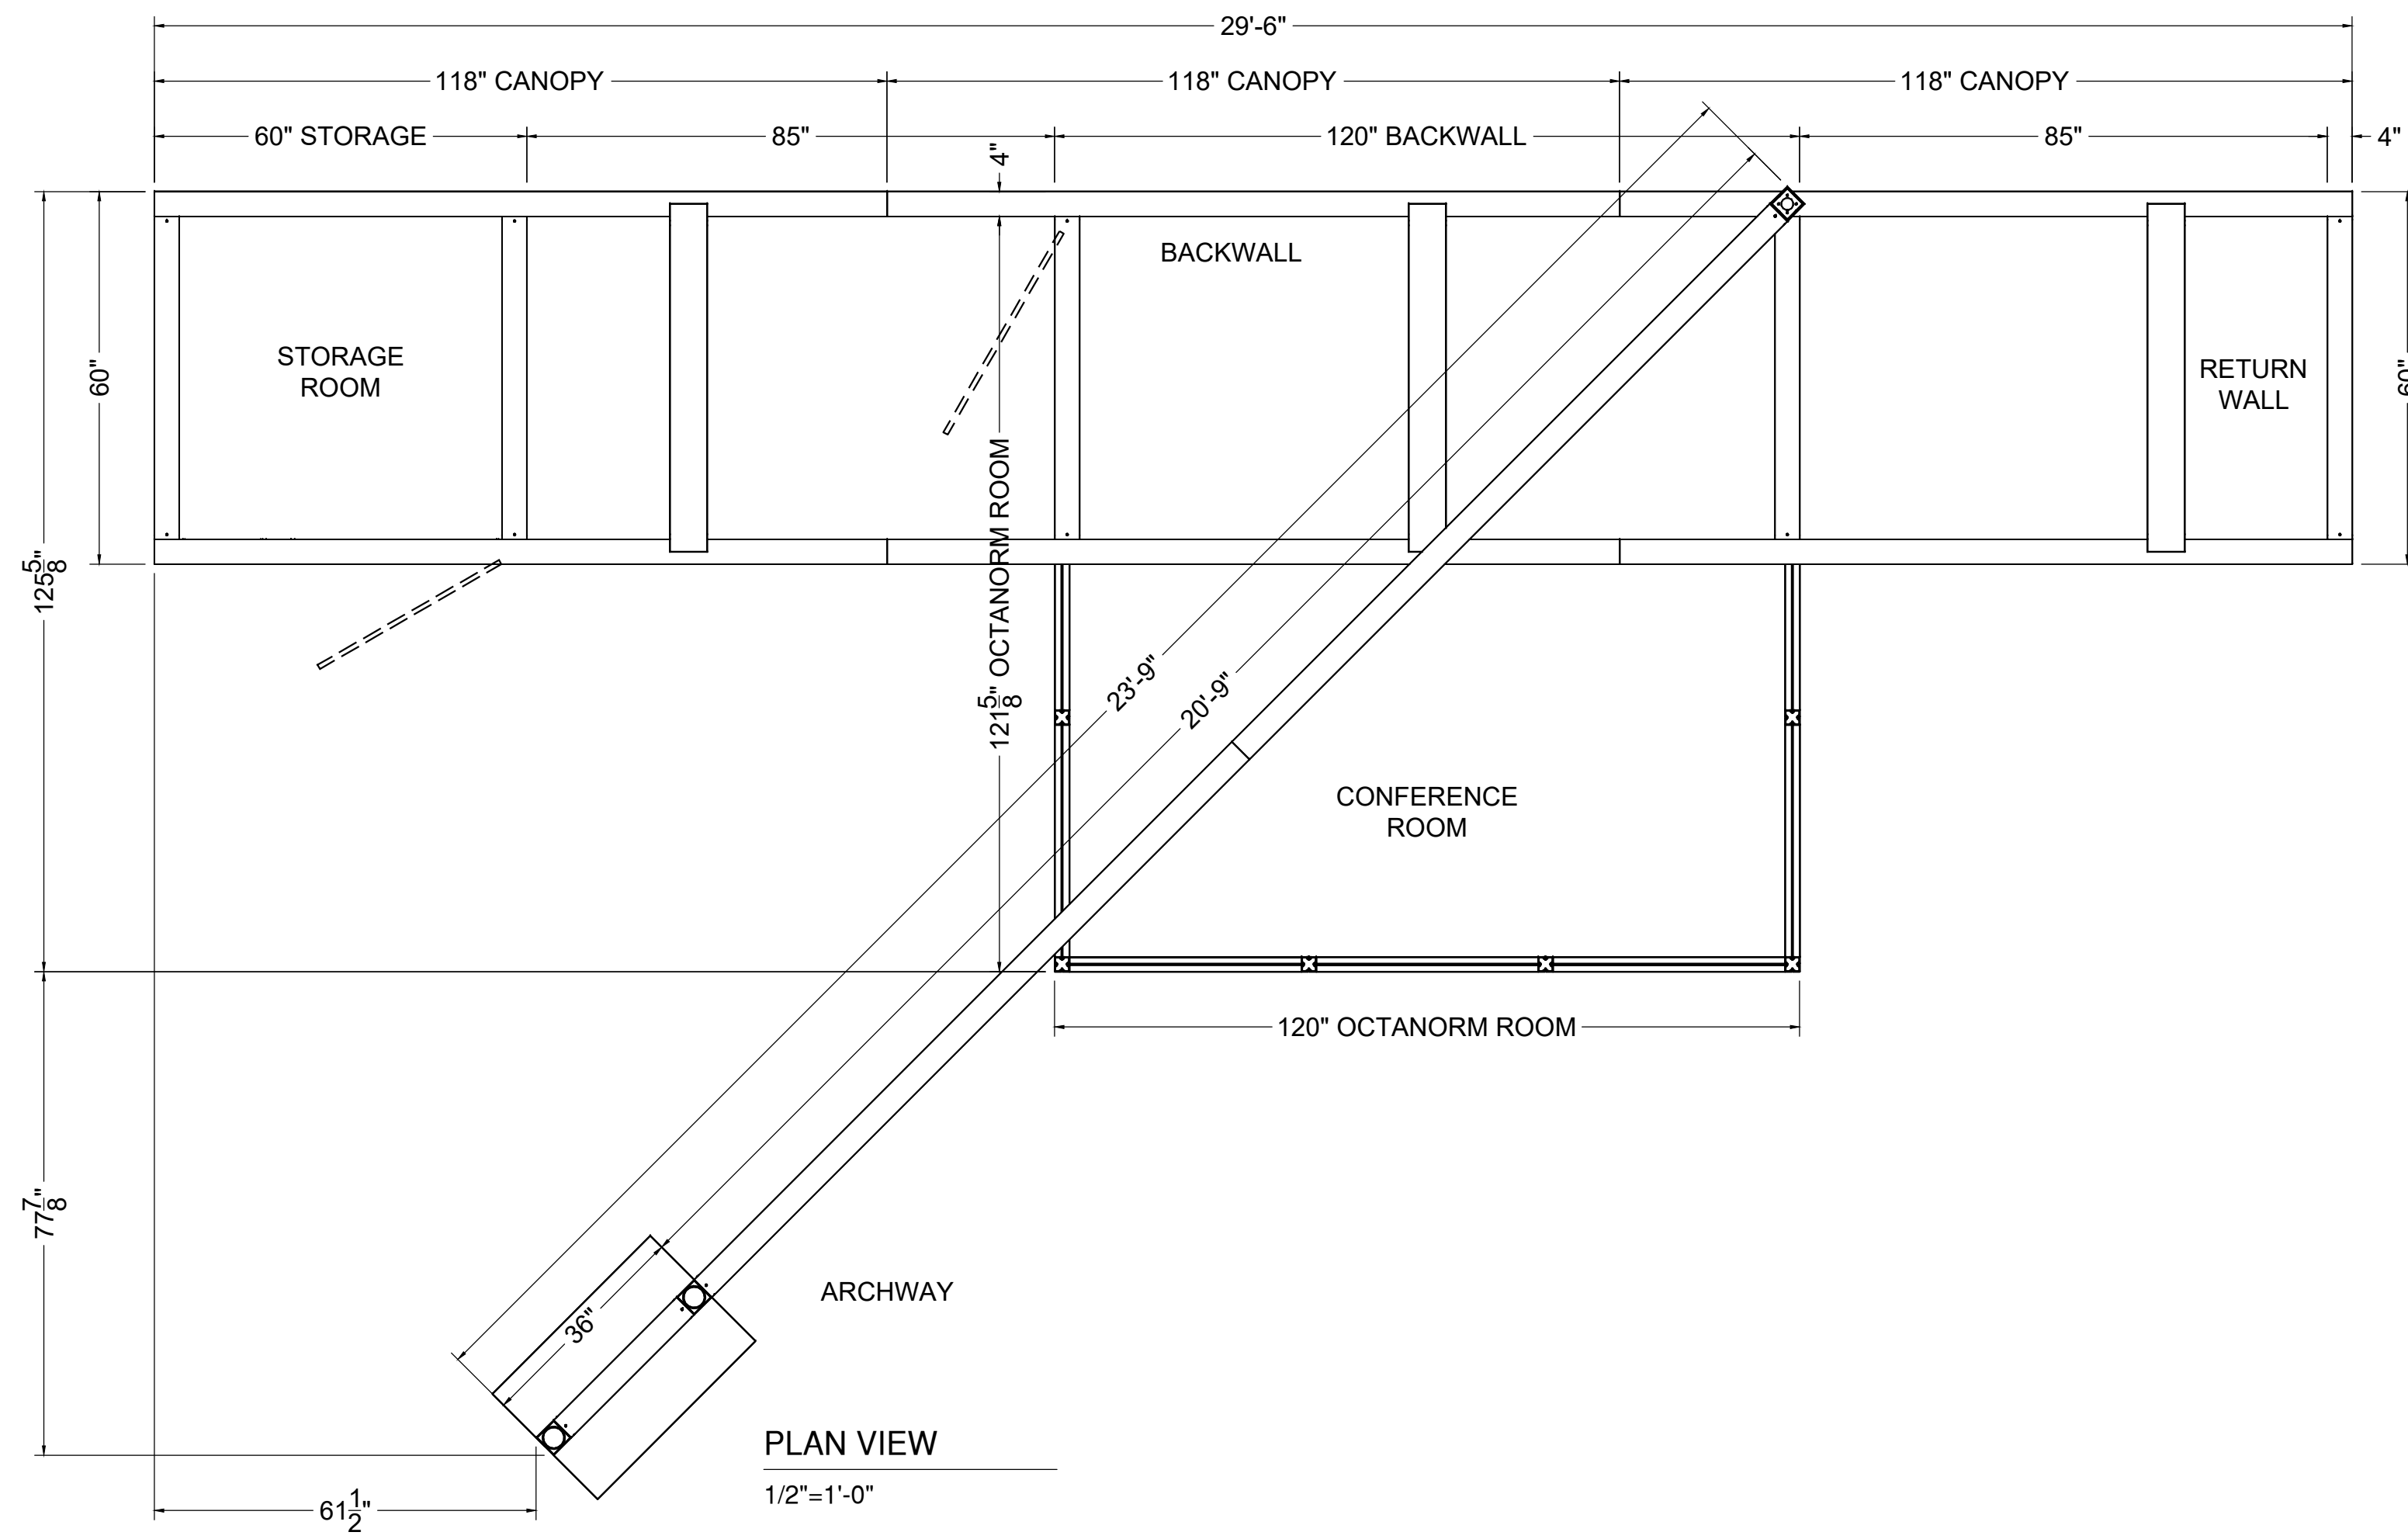 29'-6"
118" CANOPY
118" CANOPY
118" CANOPY
60" STORAGE
85"
120" BACKWALL
85"
4"
4"
BACKWALL
STORAGE
ROOM
RETURN
WALL
60"
60"
125 5/8"
121 5/8" OCTANORM ROOM
23'-9"
20'-9"
CONFERENCE
ROOM
120" OCTANORM ROOM
77 7/8"
ARCHWAY
36"
PLAN VIEW
1/2"=1'-0"
61 1/2"